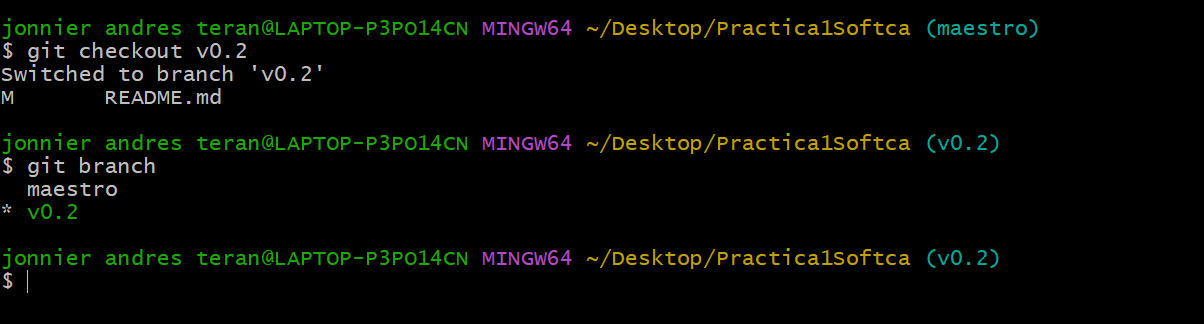 jonnier andres teran@LAPTOP-P3PO14CN MINGW64 ~/Desktop/Practica1Softca (maestro)
$ git checkout v0.2
Switched to branch 'v0.2'
M       README.md
jonnier andres teran@LAPTOP-P3PO14CN MINGW64 ~/Desktop/Practica1Softca (v0.2)
$ git branch
  maestro
* v0.2
jonnier andres teran@LAPTOP-P3PO14CN MINGW64 ~/Desktop/Practica1Softca (v0.2)
$